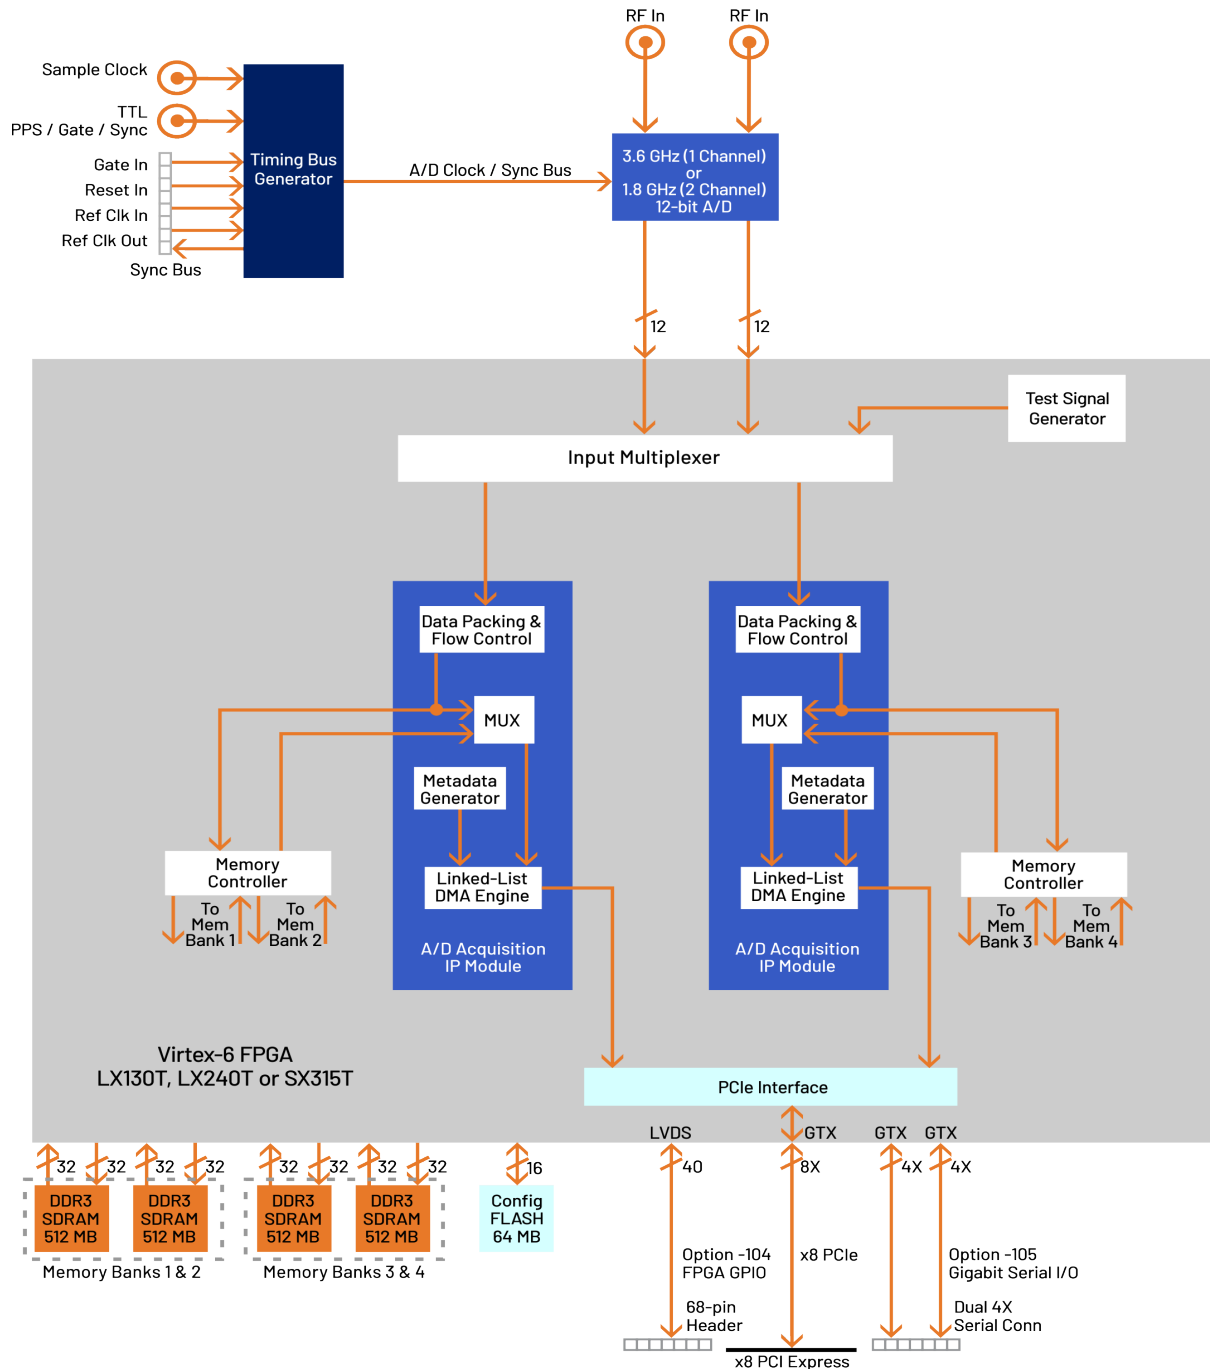 RF In
RF In
Sample Clock
TTL
PPS / Gate / Sync
Gate In
Reset In
Ref Clk In
Ref Clk Out
Sync Bus
Timing Bus
Generator
A/D Clock / Sync Bus
3.6 GHz (1 Channel)
or
1.8 GHz (2 Channel)
12-bit A/D
12
12
Test Signal
Generator
Input Multiplexer
Data Packing &
Flow Control
MUX
Metadata
Generator
Linked-List
DMA Engine
A/D Acquisition
IP Module
Data Packing &
Flow Control
MUX
Metadata
Generator
Linked-List
DMA Engine
A/D Acquisition
IP Module
Memory
Controller
To
Mem
Bank 1
To
Mem
Bank 2
Memory
Controller
To
Mem
Bank 3
To
Mem
Bank 4
Virtex-6 FPGA
LX130T, LX240T or SX315T
PCIe Interface
LVDS
GTX
GTX
GTX
32
32
32
32
32
32
32
32
16
40
8X
4X
4X
DDR3
SDRAM
512 MB
DDR3
SDRAM
512 MB
DDR3
SDRAM
512 MB
DDR3
SDRAM
512 MB
Config
FLASH
64 MB
Memory Banks 1 & 2
Memory Banks 3 & 4
Option -104
FPGA GPIO
x8 PCIe
Option -105
Gigabit Serial I/O
68-pin
Header
Dual 4X
Serial Conn
x8 PCI Express